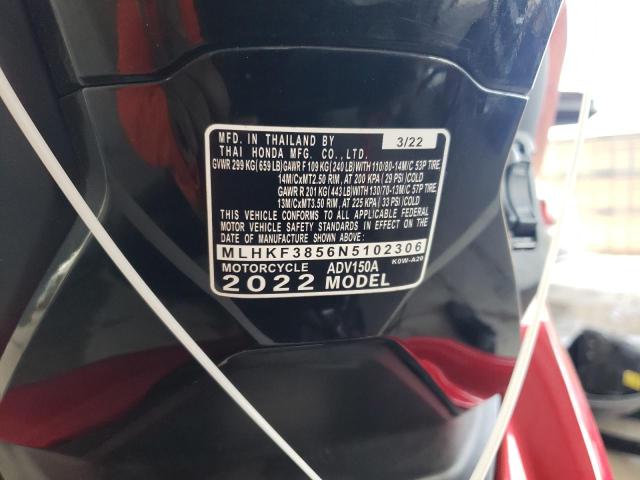 MFD. IN THAILAND BY 3/22
THAI HONDA MFG. CO., LTD.
GVWR 299 KG( 659 LB)GAWR F 109 KG( 240 LB)WITH 110/80-14M/C 53P TIRE
14M/CxMT2.50 RIM, AT 200 KPA ( 29 PSI )COLD
GAWR R 201 KG( 443 LB)WITH 130/70-13M/C 57P TIRE
13M/CxMT3.50 RIM, AT 225 KPA ( 33 PSI )COLD
THIS VEHICLE CONFORMS TO ALL APPLICABLE FEDERAL
MOTOR VEHICLE SAFETY STANDARDS IN EFFECT ON THE
DATE OF MANUFACTURE SHOWN ABOVE.
MLHKF3856N5102306
MOTORCYCLE ADV150A K0W-A20
2022 MODEL